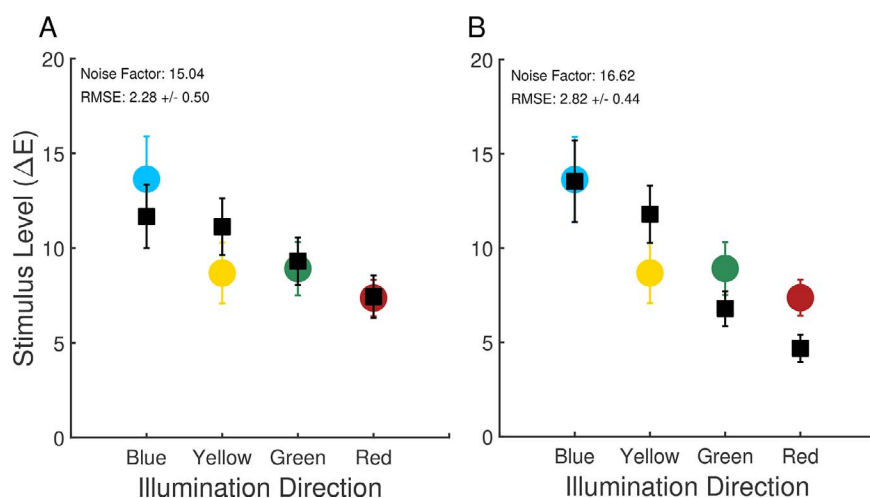 A
Noise Factor: 15.04
RMSE: 2.28 +/- 0.50
Stimulus Level (ΔE)
20
15
10
5
0
Blue Yellow Green Red
Illumination Direction
B
Noise Factor: 16.62
RMSE: 2.82 +/- 0.44
20
15
10
5
0
Blue Yellow Green Red
Illumination Direction